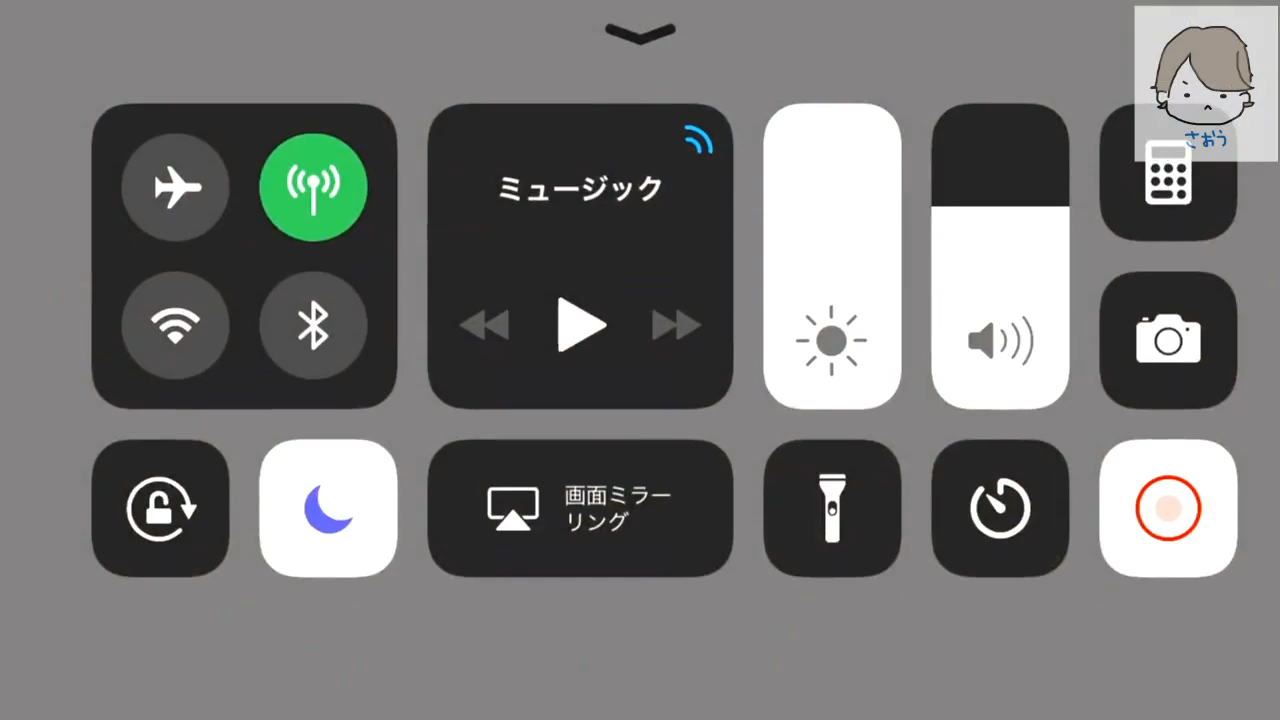 さおう
ミュージック
画面ミラー
リング